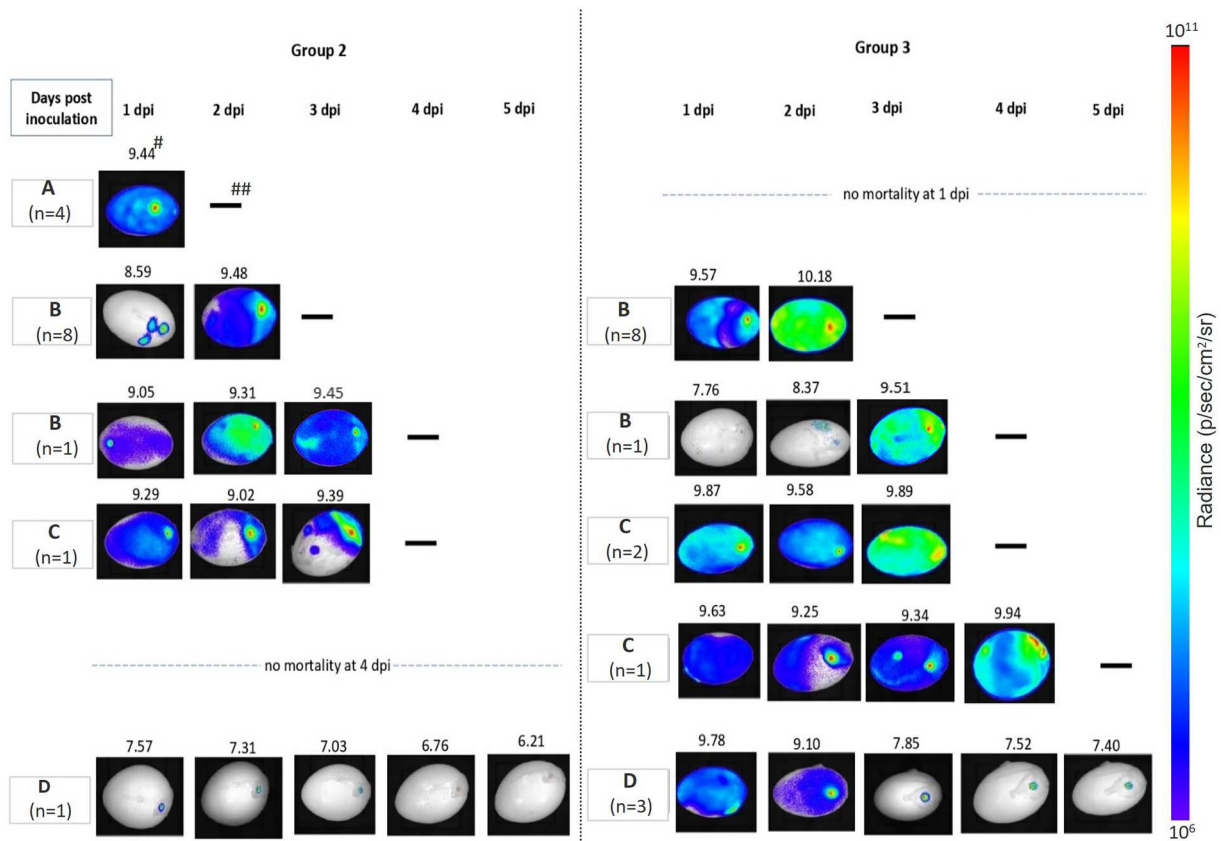 Group 2
Group 3
10¹¹
Days post
inoculation
1 dpi 2 dpi 3 dpi 4 dpi 5 dpi
1 dpi 2 dpi 3 dpi 4 dpi 5 dpi
9.44#
A
(n=4)
##
no mortality at 1 dpi
8.59 9.48
B
(n=8)
9.57 10.18
B
(n=8)
9.05 9.31 9.45
B
(n=1)
7.76 8.37 9.51
B
(n=1)
9.29 9.02 9.39
C
(n=1)
9.87 9.58 9.89
C
(n=2)
no mortality at 4 dpi
9.63 9.25 9.34 9.94
C
(n=1)
7.57 7.31 7.03 6.76 6.21
D
(n=1)
9.78 9.10 7.85 7.52 7.40
D
(n=3)
Radiance (p/sec/cm²/sr)
10⁶